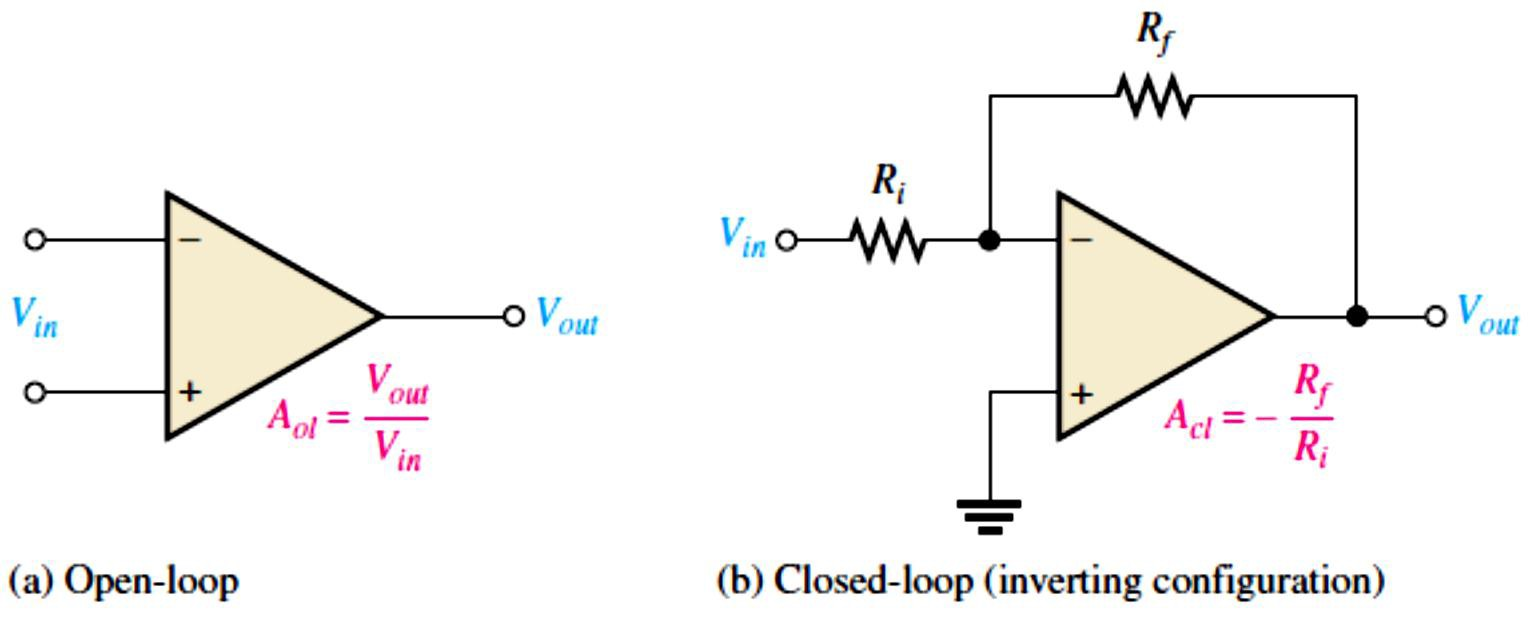 −
V_in
+
V_out
A_ol = V_out / V_in
(a) Open-loop
R_f
R_i
V_in
−
+
V_out
A_cl = − R_f / R_i
(b) Closed-loop (inverting configuration)